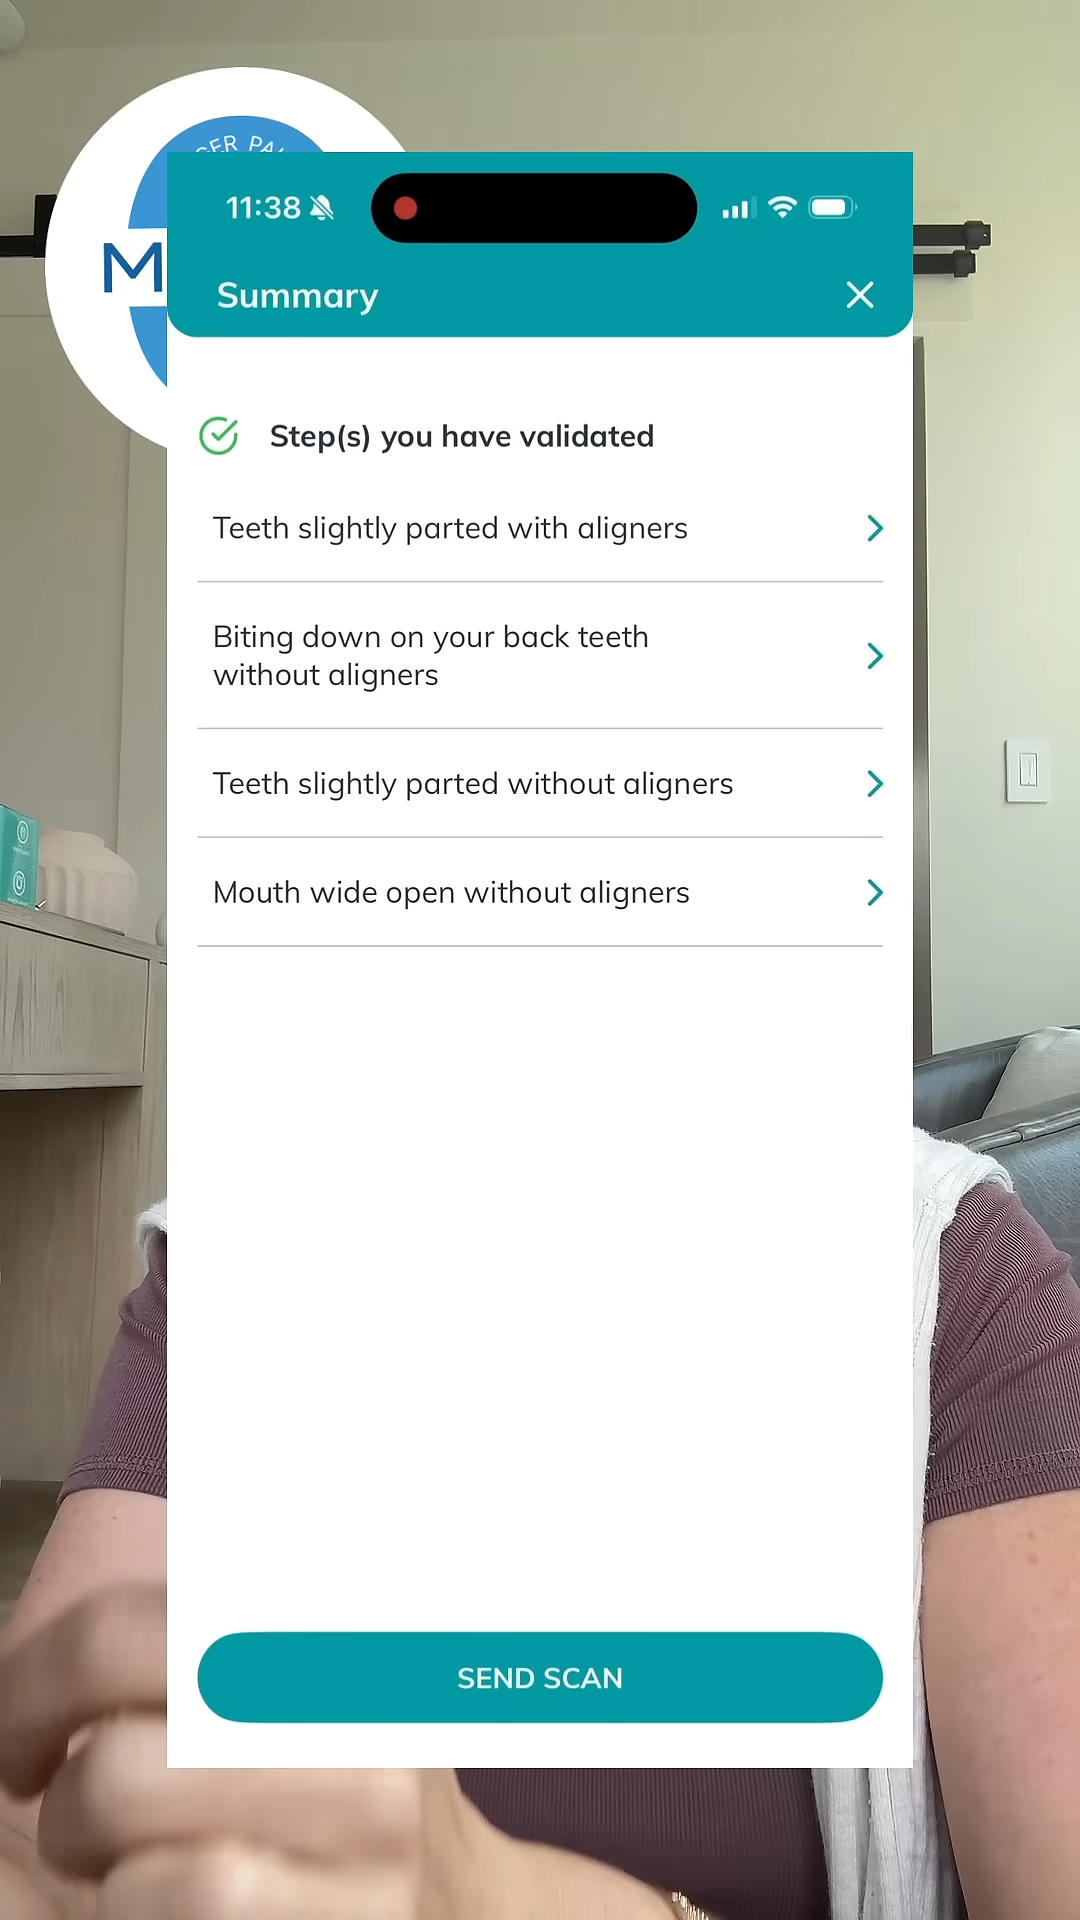 11:38
Summary
Step(s) you have validated
Teeth slightly parted with aligners
Biting down on your back teeth
without aligners
Teeth slightly parted without aligners
Mouth wide open without aligners
SEND SCAN